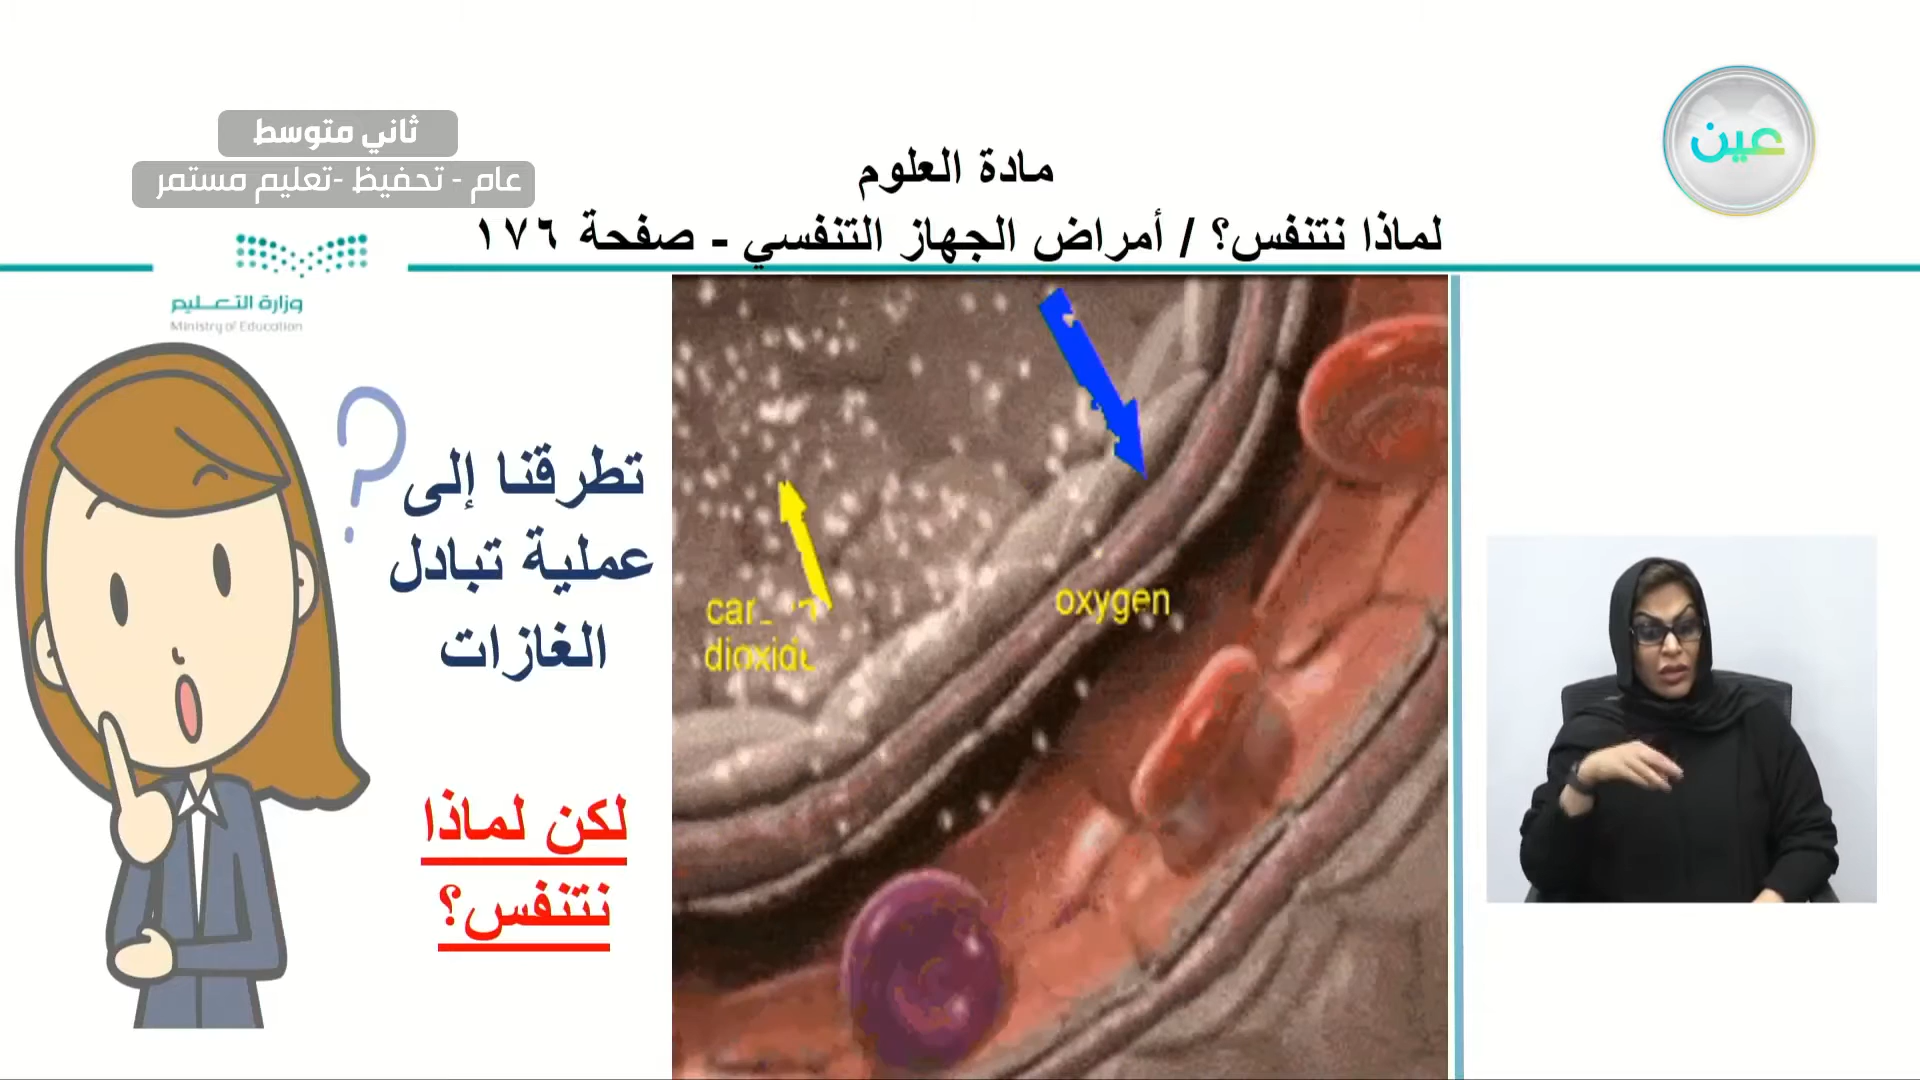 ثاني متوسط
عام - تحفيظ -تعليم مستمر
عين
مادة العلوم
لماذا نتنفس؟ / أمراض الجهاز التنفسي - صفحة ١٧٦
وزارة التعليم
Ministry of Education
?
تطرقنا إلى
عملية تبادل
الغازات
لكن لماذا
نتنفس؟
oxygen
dioxide